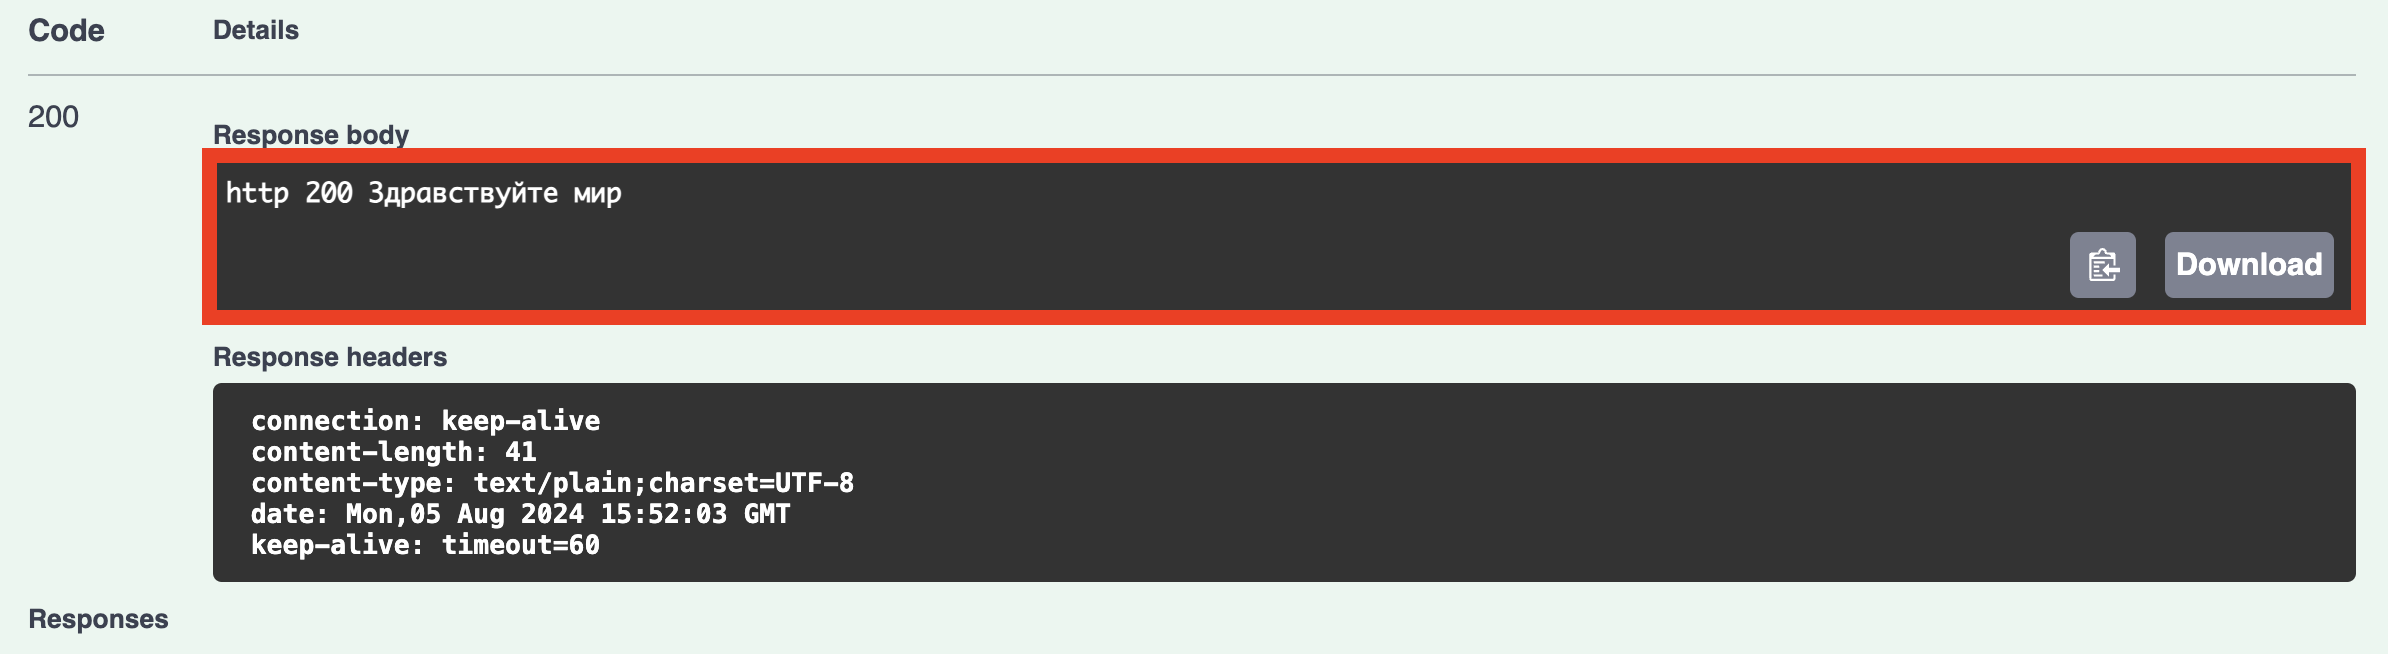 Code Details
200
Response body
http 200 Здравствуйте мир
Download
Response headers
connection: keep-alive
content-length: 41
content-type: text/plain;charset=UTF-8
date: Mon,05 Aug 2024 15:52:03 GMT
keep-alive: timeout=60
Responses